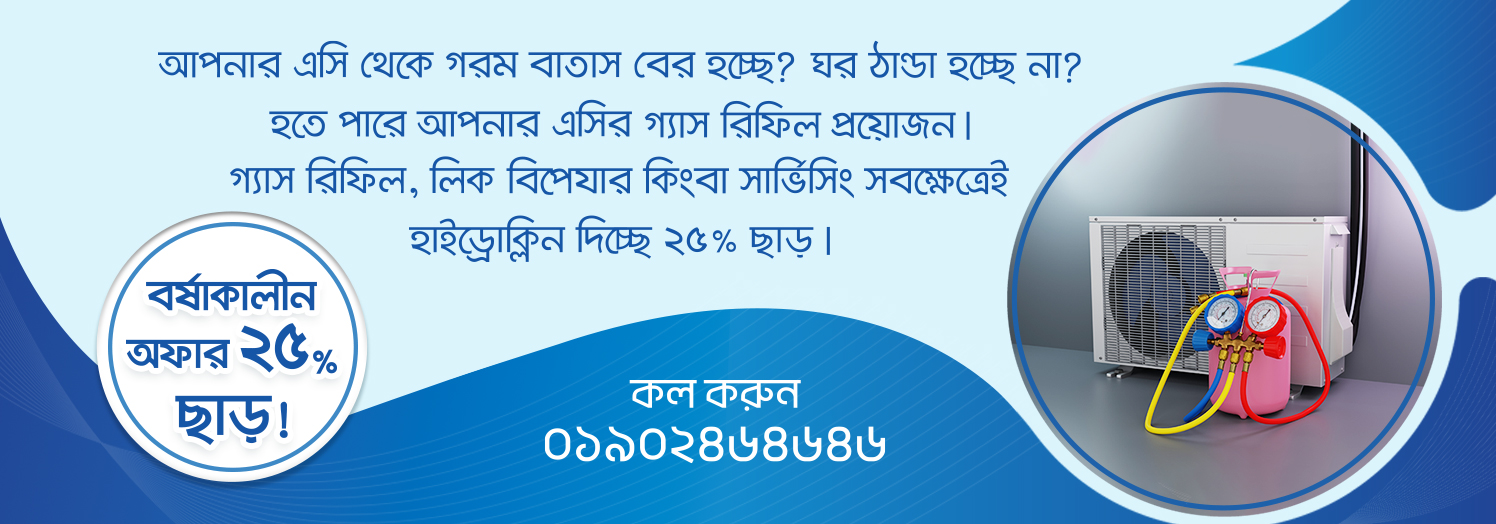 আপনার এসি থেকে গরম বাতাস বের হচ্ছে? ঘর ঠাণ্ডা হচ্ছে না?
হতে পারে আপনার এসির গ্যাস রিফিল প্রয়োজন।
গ্যাস রিফিল, লিক বিপেযার কিংবা সার্ভিসিং সবক্ষেত্রেই
হাইড্রোক্লিন দিচ্ছে ২৫% ছাড়।
বর্ষাকালীন
অফার ২৫%
ছাড়!
কল করুন
০১৯০২৪৬৪৬৪৬